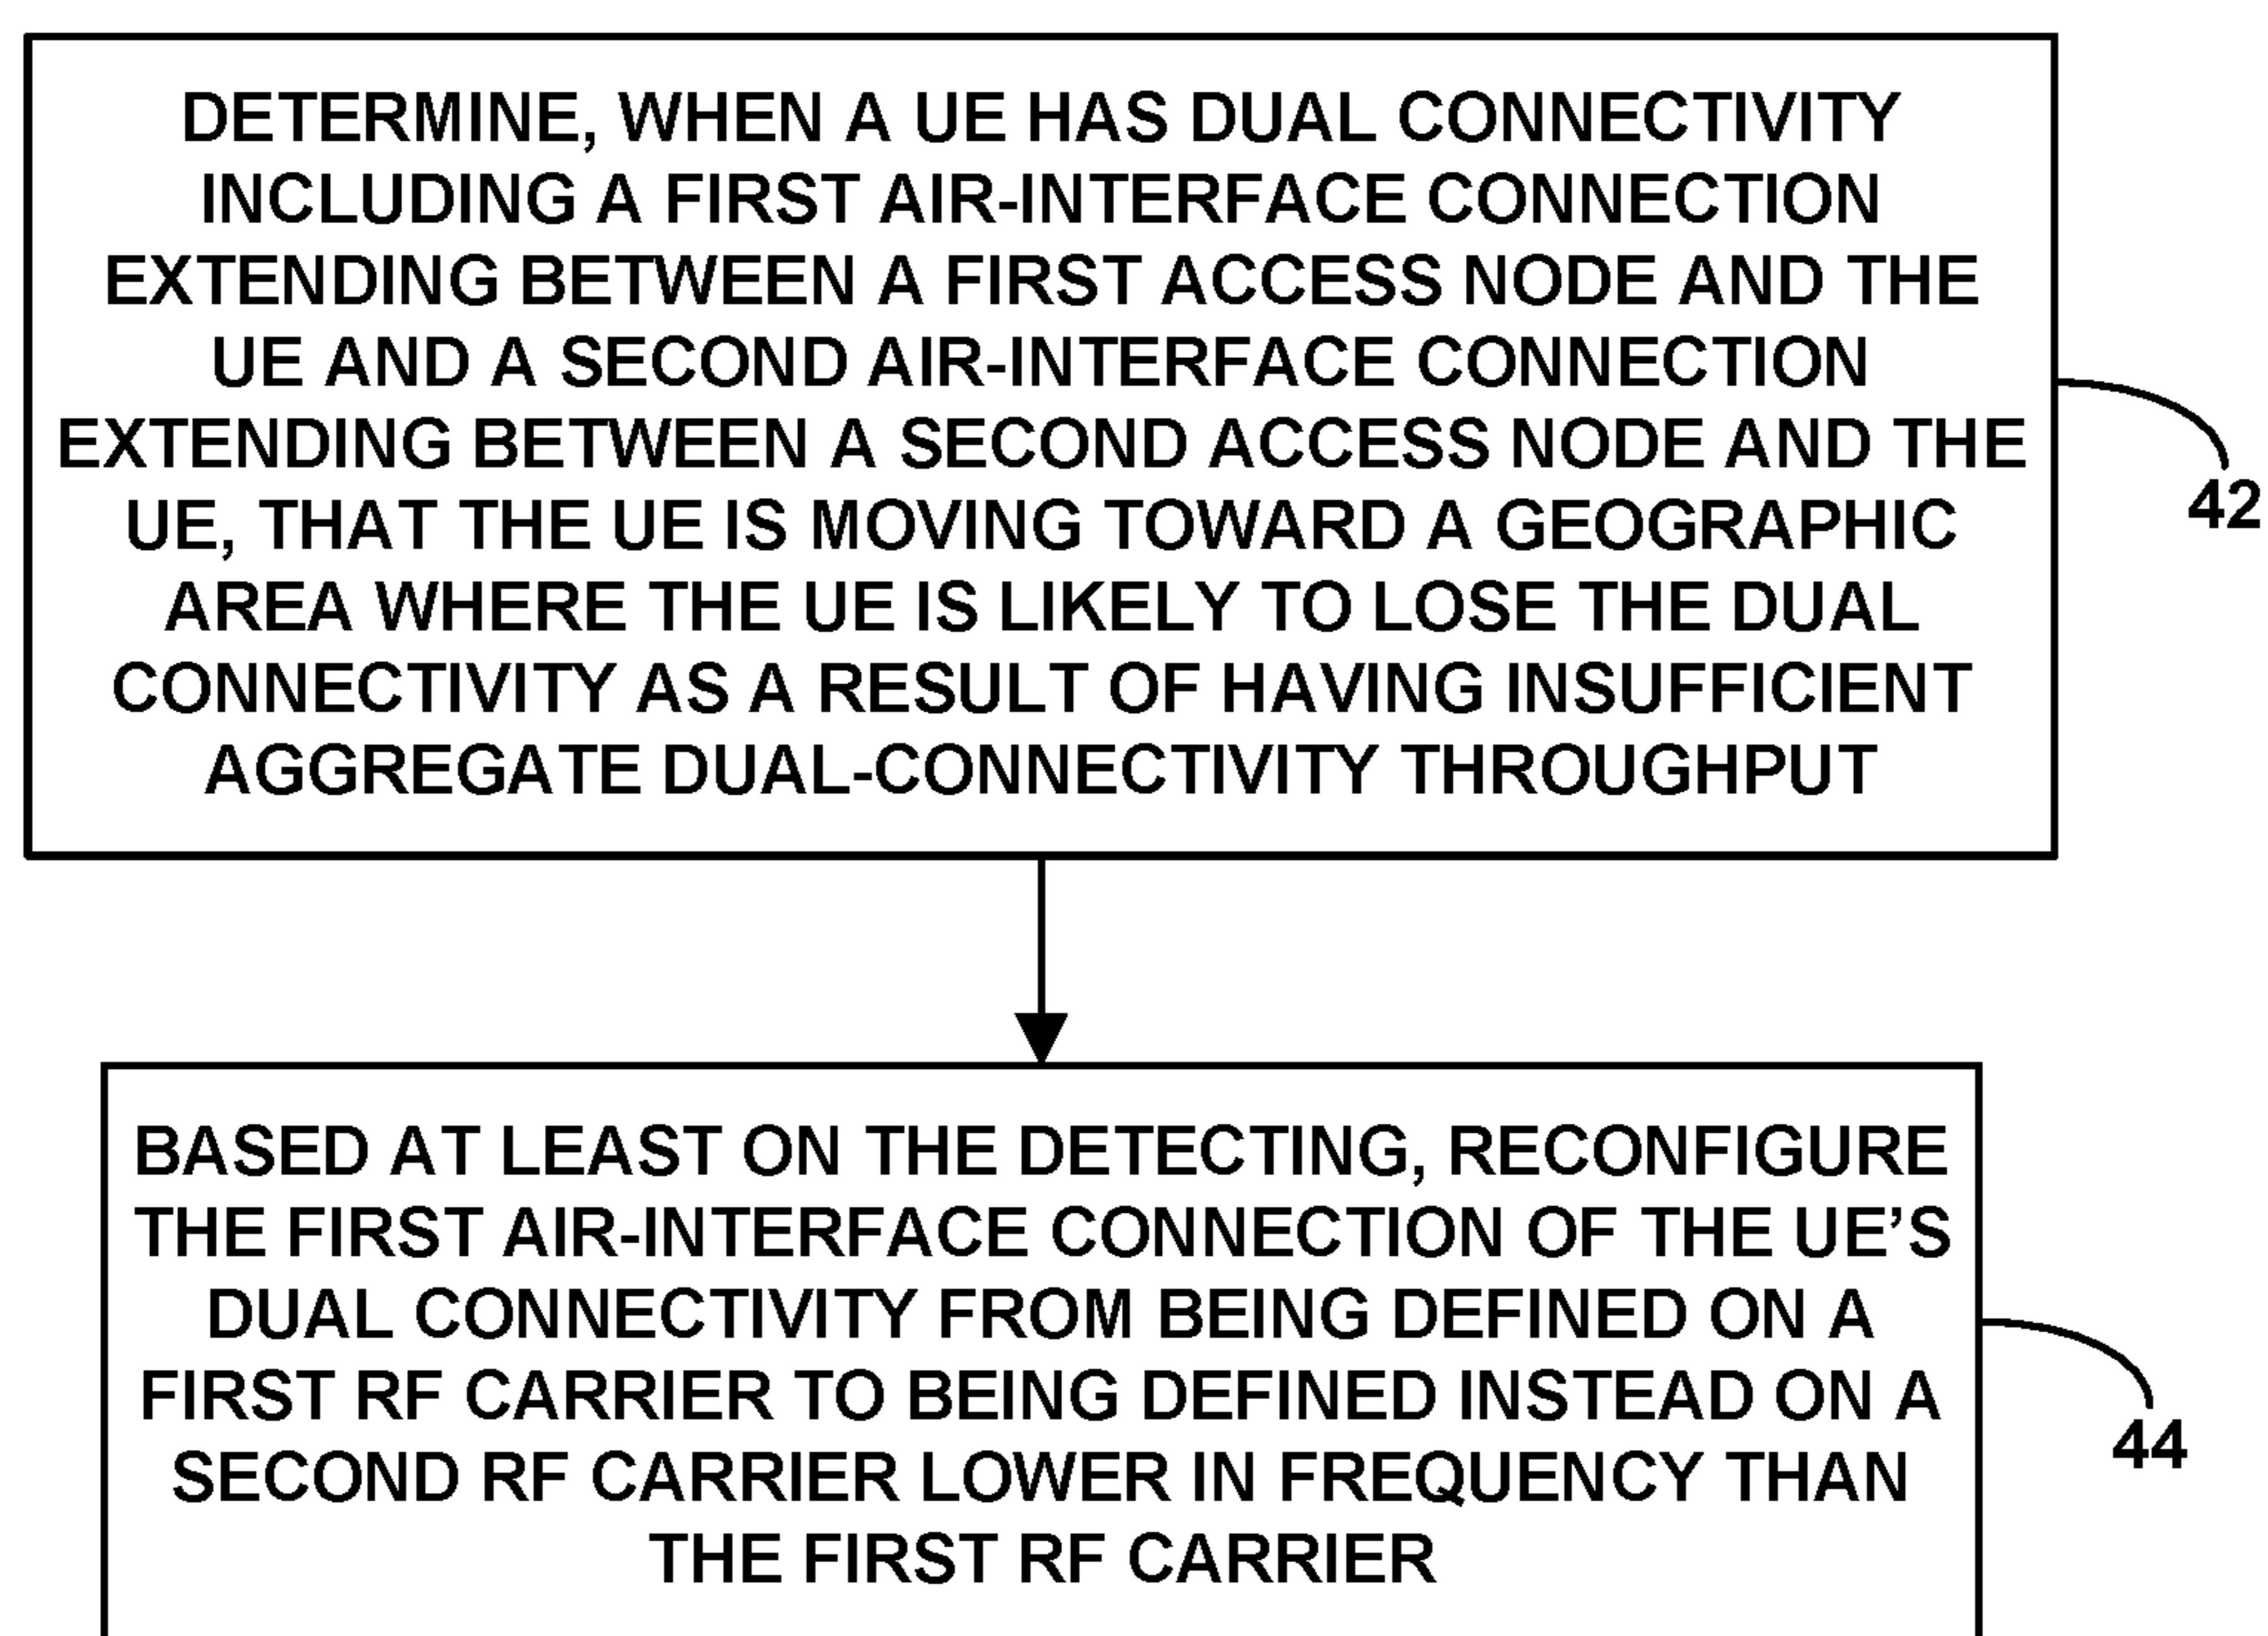 DETERMINE, WHEN A UE HAS DUAL CONNECTIVITY
INCLUDING A FIRST AIR-INTERFACE CONNECTION
EXTENDING BETWEEN A FIRST ACCESS NODE AND THE
UE AND A SECOND AIR-INTERFACE CONNECTION
EXTENDING BETWEEN A SECOND ACCESS NODE AND THE
UE, THAT THE UE IS MOVING TOWARD A GEOGRAPHIC
AREA WHERE THE UE IS LIKELY TO LOSE THE DUAL
CONNECTIVITY AS A RESULT OF HAVING INSUFFICIENT
AGGREGATE DUAL-CONNECTIVITY THROUGHPUT
42
BASED AT LEAST ON THE DETECTING, RECONFIGURE
THE FIRST AIR-INTERFACE CONNECTION OF THE UE’S
DUAL CONNECTIVITY FROM BEING DEFINED ON A
FIRST RF CARRIER TO BEING DEFINED INSTEAD ON A
SECOND RF CARRIER LOWER IN FREQUENCY THAN
THE FIRST RF CARRIER
44